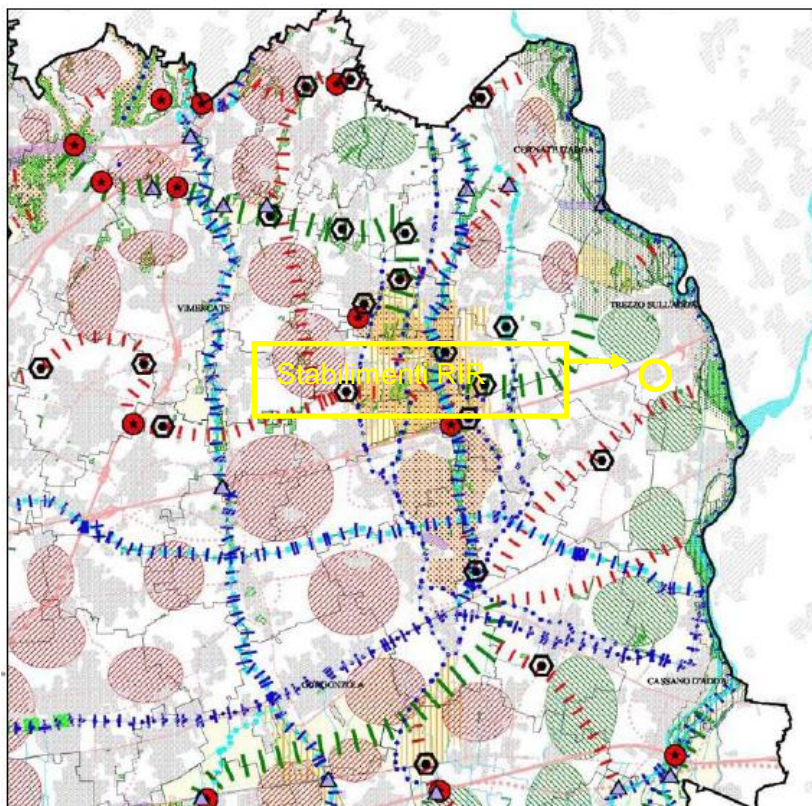 CORNATE D'ADDA
VIMERCATE
TREZZO SULL'ADDA
Stabilimenti RIR
GORGONZOLA
CASSANO D'ADDA